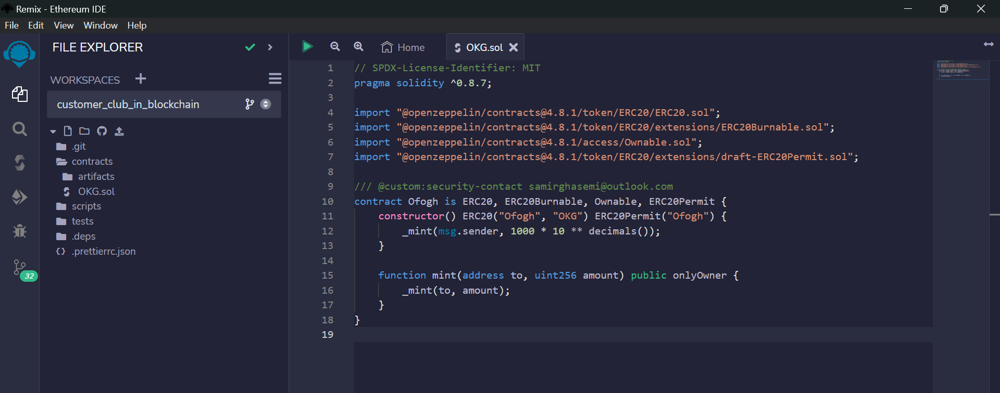 Remix - Ethereum IDE
File Edit View Window Help
FILE EXPLORER
WORKSPACES
customer_club_in_blockchain
.git
contracts
artifacts
OKG.sol
scripts
tests
.deps
{} .prettierrc.json
32
Home OKG.sol
1 // SPDX-License-Identifier: MIT
2 pragma solidity ^0.8.7;
3
4 import "@openzeppelin/contracts@4.8.1/token/ERC20/ERC20.sol";
5 import "@openzeppelin/contracts@4.8.1/token/ERC20/extensions/ERC20Burnable.sol";
6 import "@openzeppelin/contracts@4.8.1/access/Ownable.sol";
7 import "@openzeppelin/contracts@4.8.1/token/ERC20/extensions/draft-ERC20Permit.sol";
8
9 /// @custom:security-contact samirghasemi@outlook.com
10 contract Ofogh is ERC20, ERC20Burnable, Ownable, ERC20Permit {
11 constructor() ERC20("Ofogh", "OKG") ERC20Permit("Ofogh") {
12 _mint(msg.sender, 1000 * 10 ** decimals());
13 }
14
15 function mint(address to, uint256 amount) public onlyOwner {
16 _mint(to, amount);
17 }
18 }
19